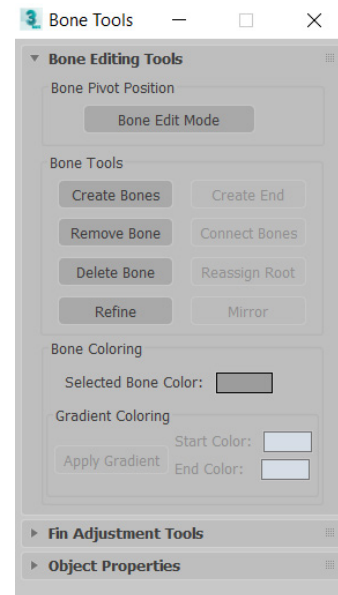 3 Bone Tools
Bone Editing Tools
Bone Pivot Position
Bone Edit Mode
Bone Tools
Create Bones Create End
Remove Bone Connect Bones
Delete Bone Reassign Root
Refine Mirror
Bone Coloring
Selected Bone Color:
Gradient Coloring
Apply Gradient
Start Color:
End Color:
Fin Adjustment Tools
Object Properties